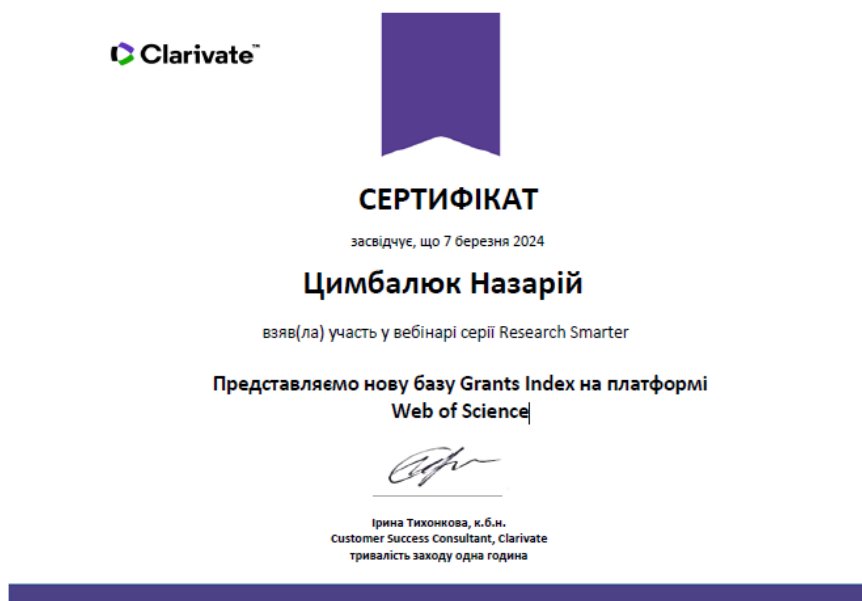 Clarivate™
СЕРТИФІКАТ
засвідчує, що 7 березня 2024
Цимбалюк Назарій
взяв(ла) участь у вебінарі серії Research Smarter
Представляємо нову базу Grants Index на платформі
Web of Science
Ірина Тихонкова, к.б.н.
Customer Success Consultant, Clarivate
тривалість заходу одна година